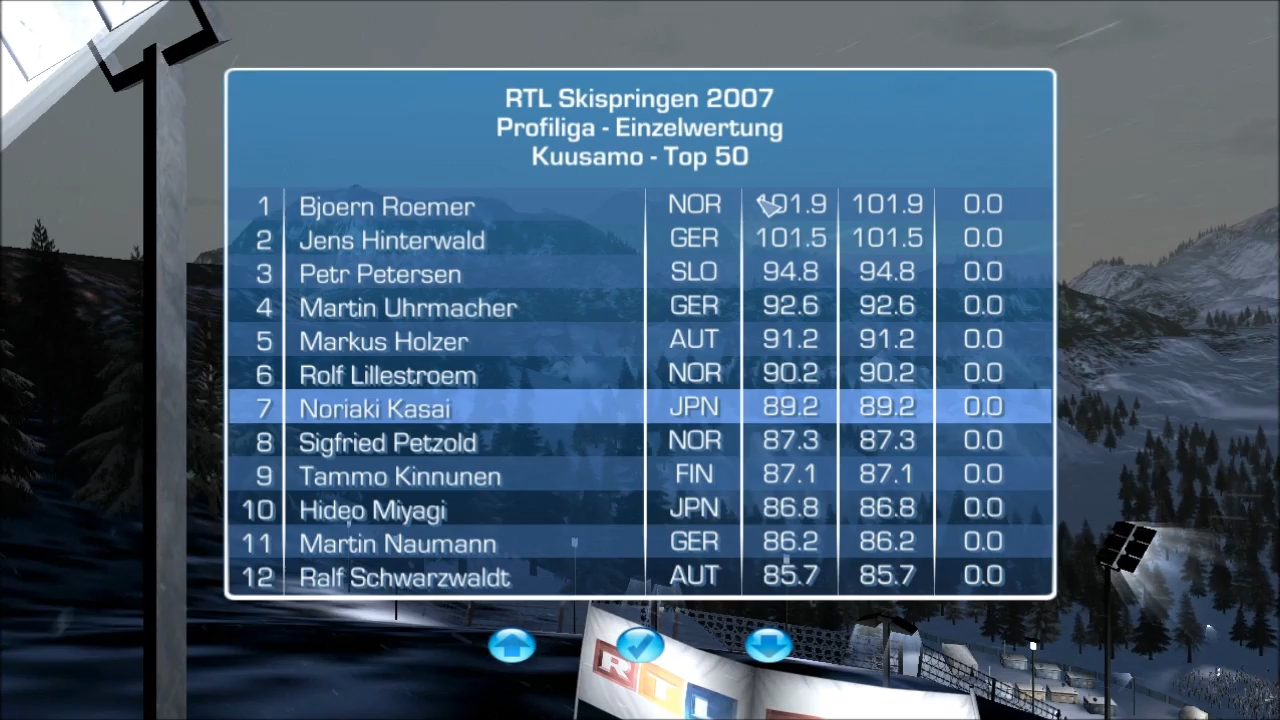 RTL Skispringen 2007
Profiliga - Einzelwertung
Kuusamo - Top 50
1 Bjoern Roemer NOR 101.9 101.9 0.0
2 Jens Hinterwald GER 101.5 101.5 0.0
3 Petr Petersen SLO 94.8 94.8 0.0
4 Martin Uhrmacher GER 92.6 92.6 0.0
5 Markus Holzer AUT 91.2 91.2 0.0
6 Rolf Lillestroem NOR 90.2 90.2 0.0
7 Noriaki Kasai JPN 89.2 89.2 0.0
8 Sigfried Petzold NOR 87.3 87.3 0.0
9 Tammo Kinnunen FIN 87.1 87.1 0.0
10 Hideo Miyagi JPN 86.8 86.8 0.0
11 Martin Naumann GER 86.2 86.2 0.0
12 Ralf Schwarzwaldt AUT 85.7 85.7 0.0
RTL